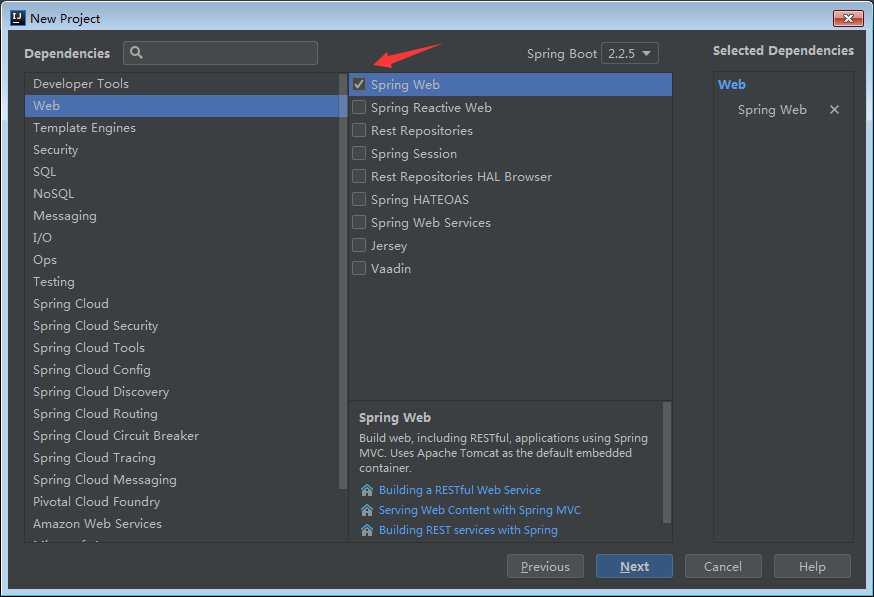 New Project
Dependencies
Spring Boot 2.2.5
Selected Dependencies
Developer Tools
Web
Template Engines
Security
SQL
NoSQL
Messaging
I/O
Ops
Testing
Spring Cloud
Spring Cloud Security
Spring Cloud Tools
Spring Cloud Config
Spring Cloud Discovery
Spring Cloud Routing
Spring Cloud Circuit Breaker
Spring Cloud Tracing
Spring Cloud Messaging
Pivotal Cloud Foundry
Amazon Web Services
Spring Web
Spring Reactive Web
Rest Repositories
Spring Session
Rest Repositories HAL Browser
Spring HATEOAS
Spring Web Services
Jersey
Vaadin
Spring Web
Build web, including RESTful, applications using Spring
MVC. Uses Apache Tomcat as the default embedded
container.
Building a RESTful Web Service
Serving Web Content with Spring MVC
Building REST services with Spring
Web
Spring Web
Previous
Next
Cancel
Help